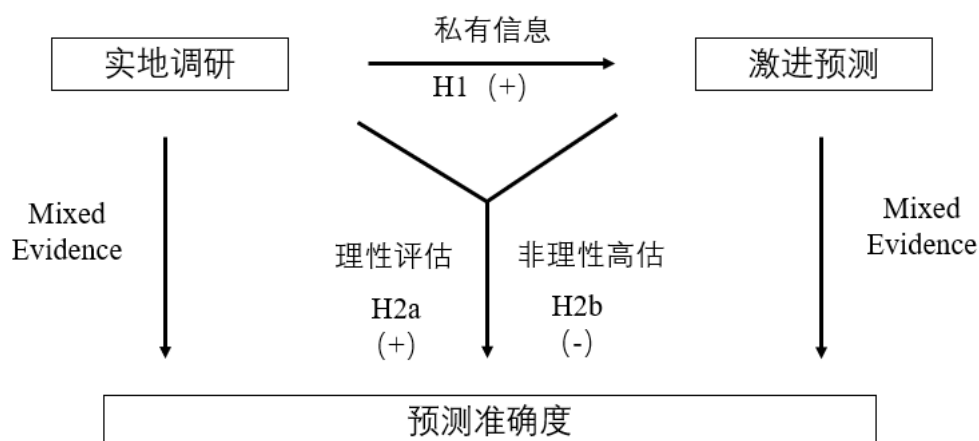 私有信息
实地调研
激进预测
H1（+）
Mixed
Evidence
Mixed
Evidence
理性评估
非理性高估
H2a
(+)
H2b
(-)
预测准确度